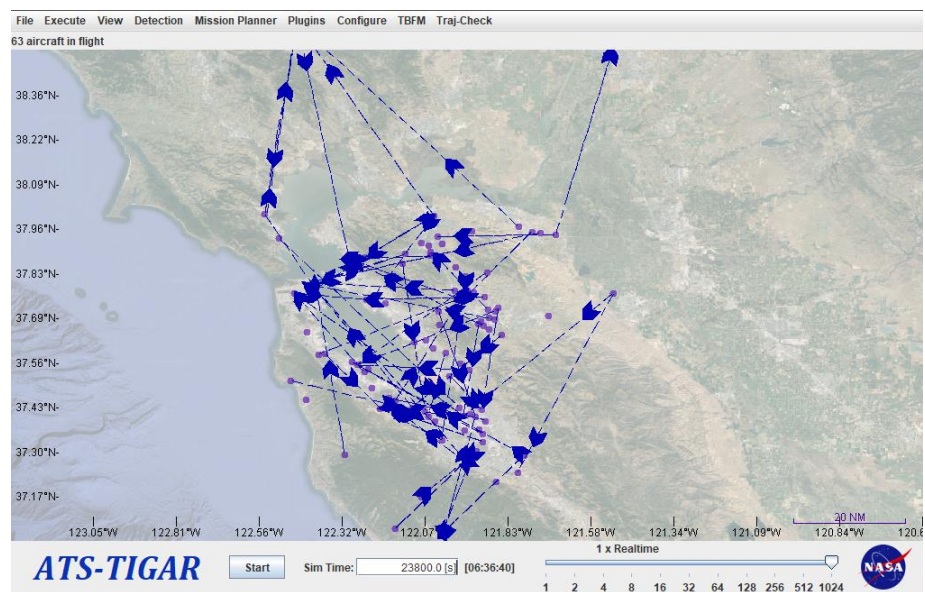 File Execute View Detection Mission Planner Plugins Configure TBFM Traj-Check
63 aircraft in flight
38.36°N-
38.22°N-
38.09°N-
37.96°N-
37.83°N-
37.69°N-
37.56°N-
37.43°N-
37.30°N-
37.17°N-
20 NM
123.05°W 122.81°W 122.56°W 122.32°W 122.07°W 121.83°W 121.58°W 121.34°W 121.09°W 120.84°W 120.6
1 x Realtime
ATS-TIGAR Start Sim Time: 23800.0 [s] [06:36:40] NASA
1 2 4 8 16 32 64 128 256 512 1024